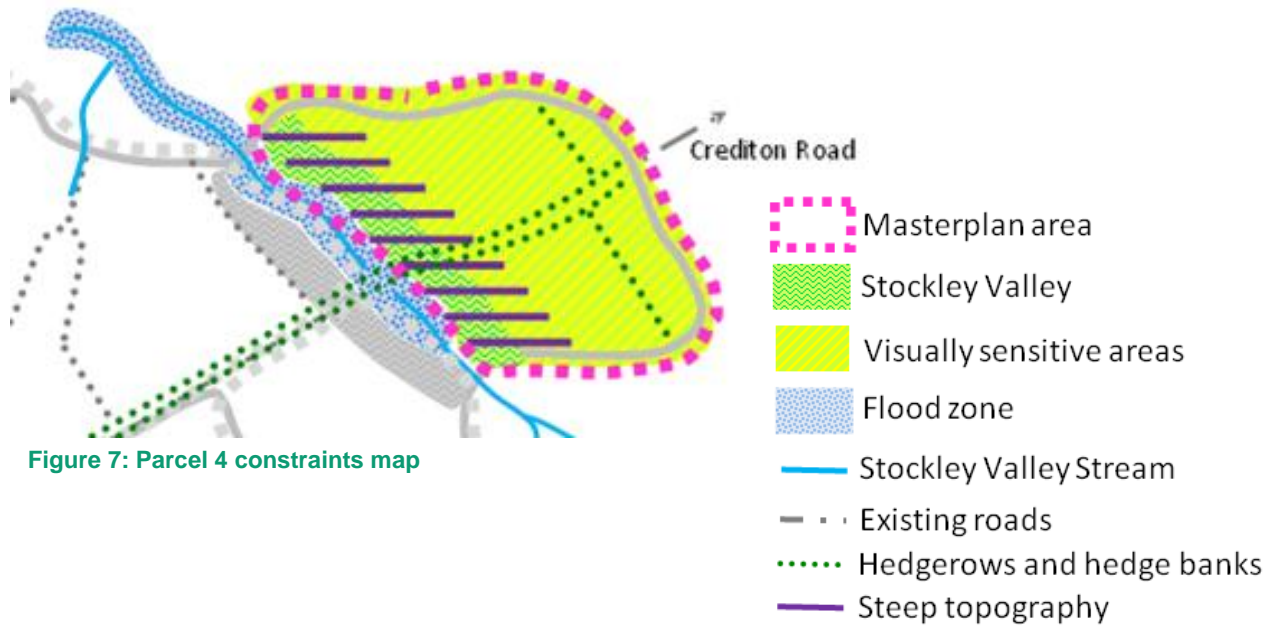 Crediton Road
Masterplan area
Stockley Valley
Visually sensitive areas
Flood zone
Stockley Valley Stream
Existing roads
Hedgerows and hedge banks
Steep topography
Figure 7: Parcel 4 constraints map